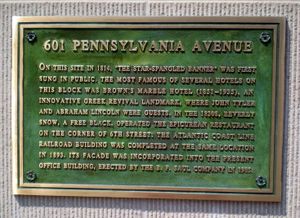 601 PENNSYLVANIA AVENUE
ON THIS SITE IN 1814, "THE STAR-SPANGLED BANNER" WAS FIRST
SUNG IN PUBLIC. THE MOST FAMOUS OF SEVERAL HOTELS ON
THIS BLOCK WAS BROWN'S MARBLE HOTEL (1851-1935), AN
INNOVATIVE GREEK REVIVAL LANDMARK, WHERE JOHN TYLER
AND ABRAHAM LINCOLN WERE GUESTS. IN THE 1830S, BEVERLY
SNOW, A FREE BLACK, OPERATED THE EPICUREAN RESTAURANT
ON THE CORNER OF 6TH STREET; THE ATLANTIC COAST LINE
RAILROAD BUILDING WAS COMPLETED AT THE SAME LOCATION
IN 1893. ITS FACADE WAS INCORPORATED INTO THE PRESENT
OFFICE BUILDING, ERECTED BY THE B. F. SAUL COMPANY IN